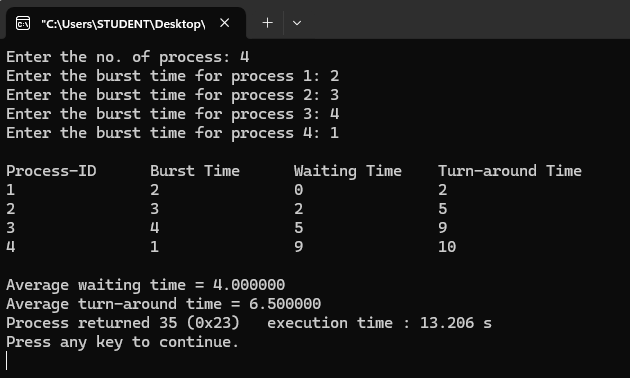 "C:\Users\STUDENT\Desktop\
Enter the no. of process: 4
Enter the burst time for process 1: 2
Enter the burst time for process 2: 3
Enter the burst time for process 3: 4
Enter the burst time for process 4: 1
Process-ID Burst Time Waiting Time Turn-around Time
1 2 0 2
2 3 2 5
3 4 5 9
4 1 9 10
Average waiting time = 4.000000
Average turn-around time = 6.500000
Process returned 35 (0x23) execution time : 13.206 s
Press any key to continue.